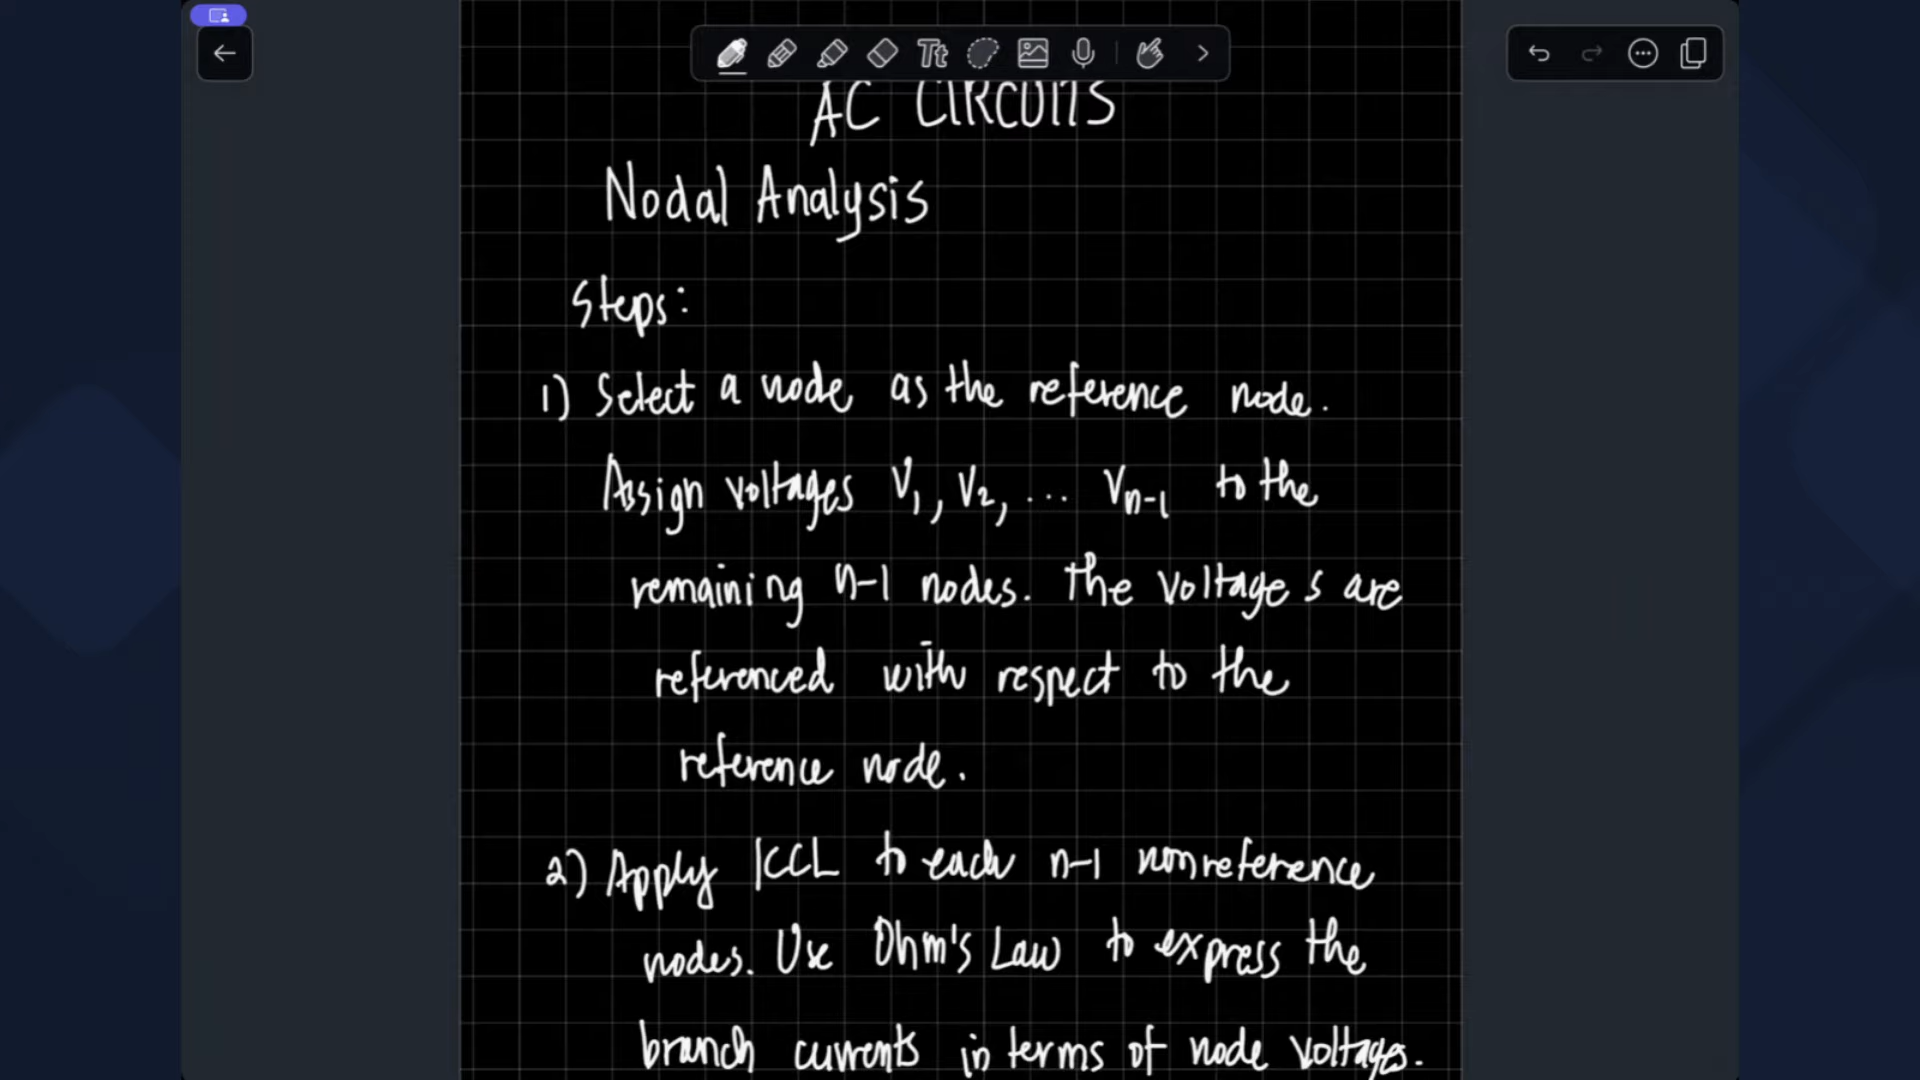 AC CIRCUITS
Nodal Analysis
Steps:
1) Select a node as the reference node.
Assign voltages V1, V2, ... Vn-1 to the
remaining n-1 nodes. The voltages are
referenced with respect to the
reference node.
2) Apply KCL to each n-1 nonreference
nodes. Use Ohm's Law to express the
branch currents in terms of node voltages.